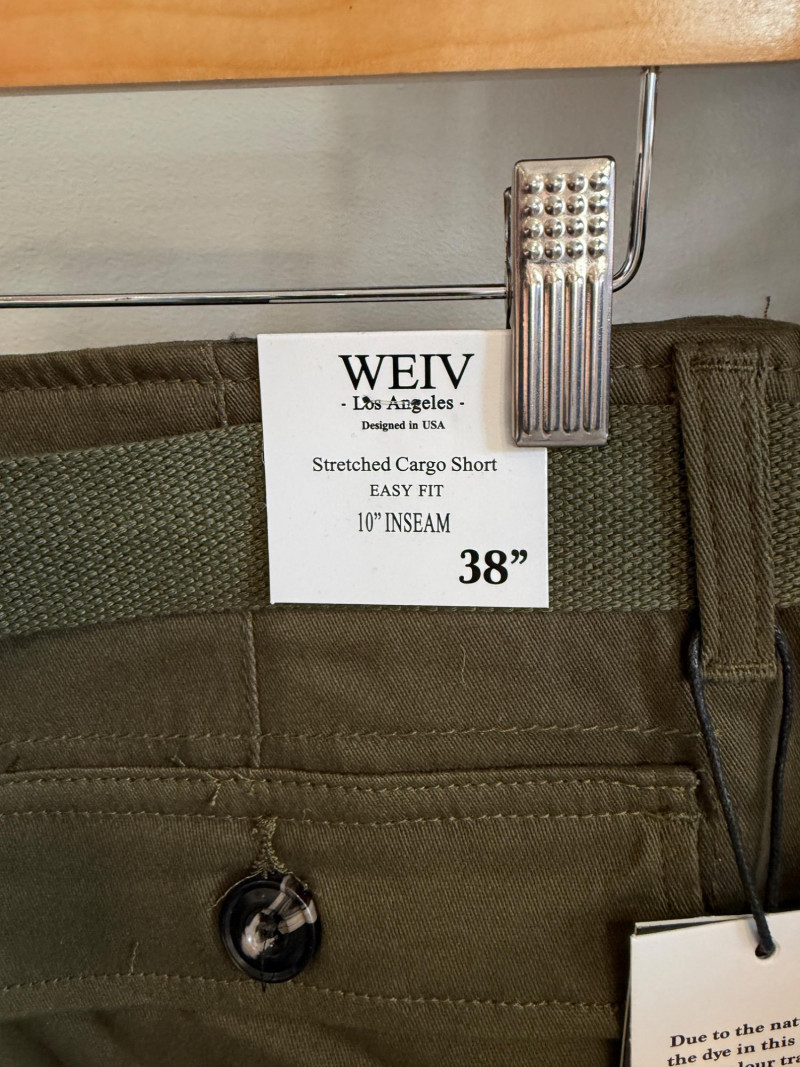 WEIV
- Los Angeles -
Designed in USA
Stretched Cargo Short
EASY FIT
10” INSEAM
38”
Due to the
the dye in this